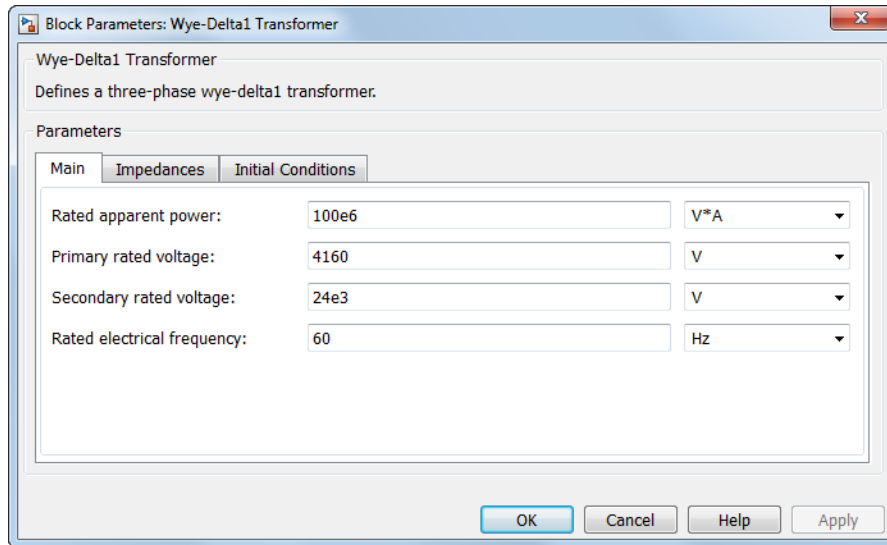 Block Parameters: Wye-Delta1 Transformer
Wye-Delta1 Transformer
Defines a three-phase wye-delta1 transformer.
Parameters
Main Impedances Initial Conditions
Rated apparent power: 100e6 V*A
Primary rated voltage: 4160 V
Secondary rated voltage: 24e3 V
Rated electrical frequency: 60 Hz
OK Cancel Help Apply